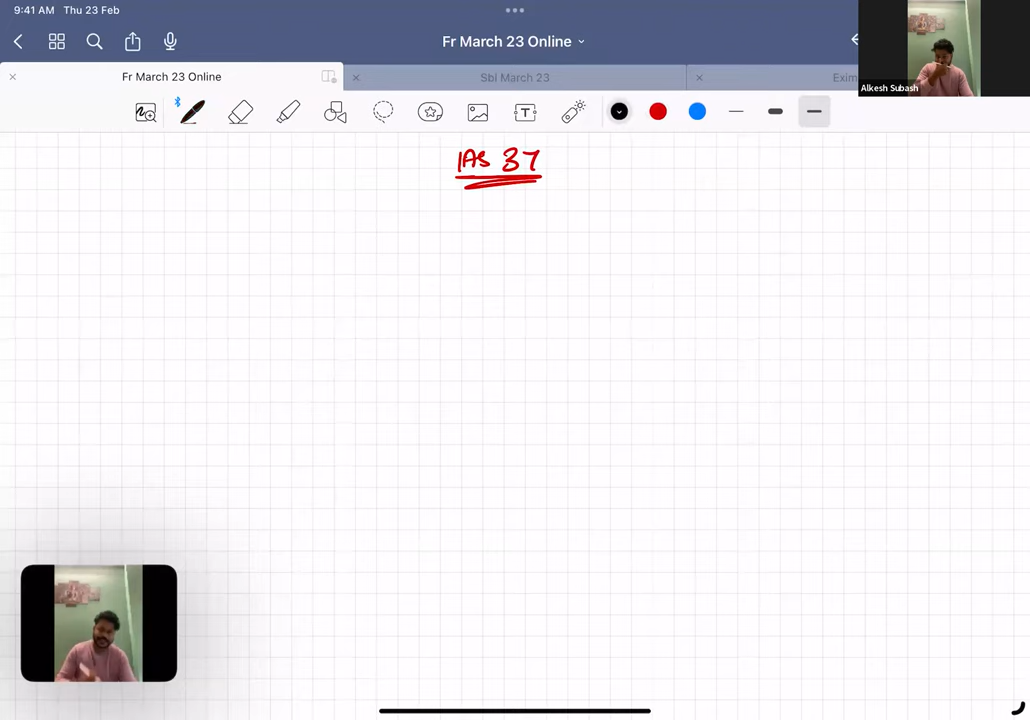 9:41 AM Thu 23 Feb
Fr March 23 Online
Alkesh Subash
Fr March 23 Online
Sbl March 23
Exim
T
IAS 37